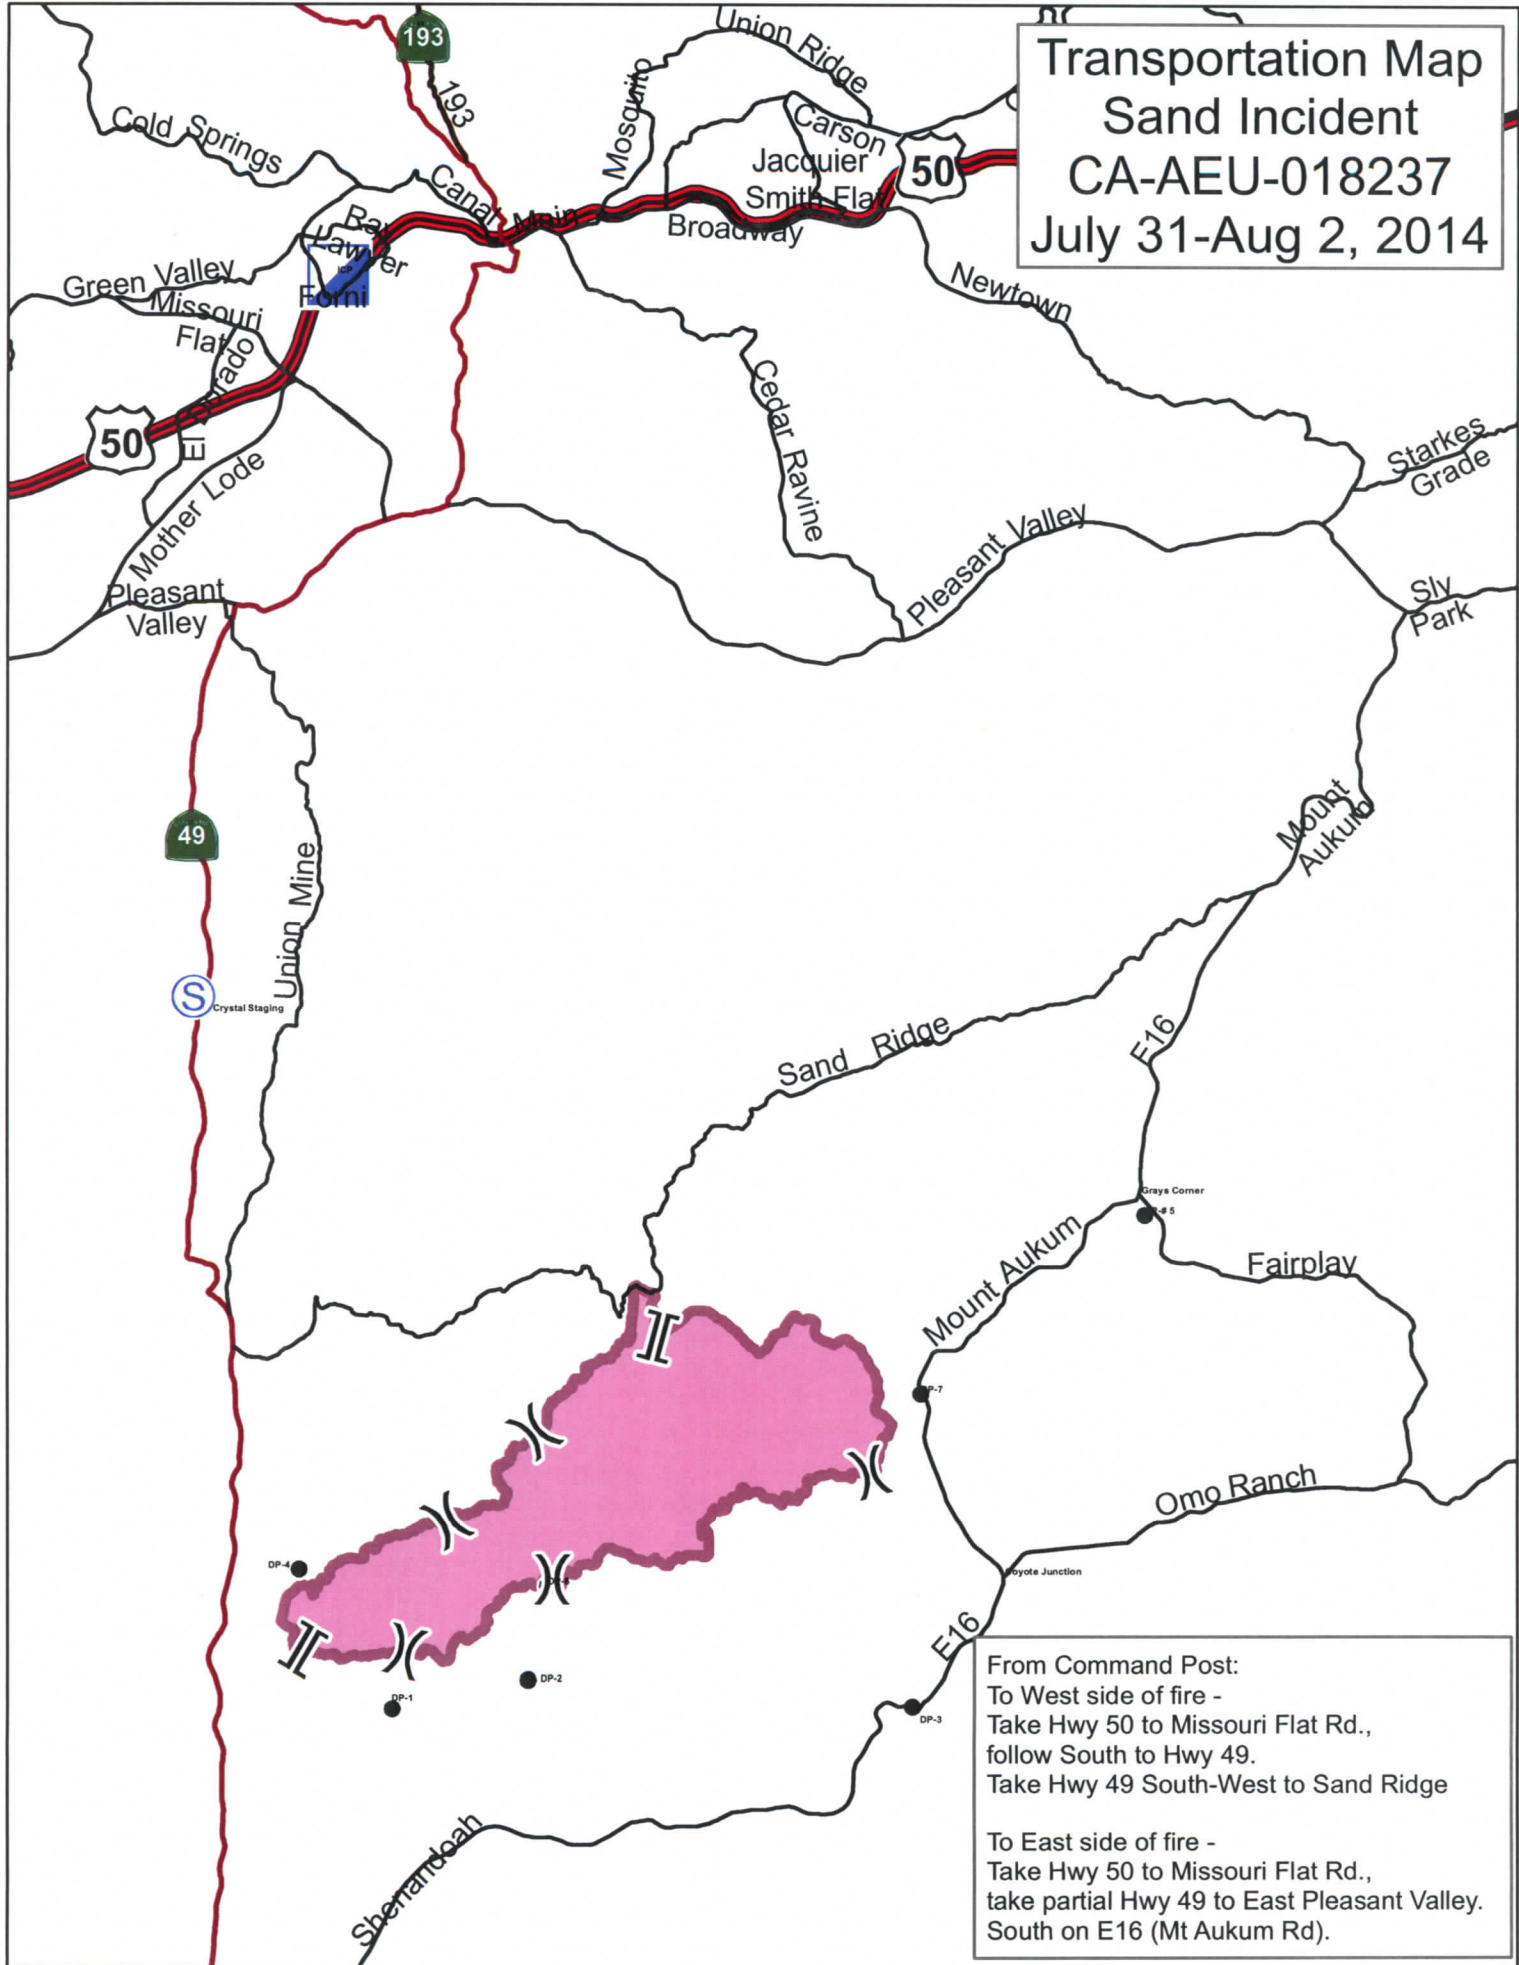 Transportation Map
Sand Incident
CA-AEU-018237
July 31-Aug 2, 2014
193
193
Union Ridge
Mosquito
Cold Springs
Carson
Jacquier
Smith Flat
50
Canal
Main
Broadway
Ray
Lawyer
ICP
Forni
Green Valley
Missouri
Flat
El Dorado
Newtown
50
Mother Lode
Cedar Ravine
Starkes
Grade
Pleasant Valley
Pleasant
Valley
Sly
Park
49
Mount
Aukum
Union Mine
S
Crystal Staging
Sand Ridge
E16
Grays Corner
Mount Aukum
Fairplay
DP-7
Omo Ranch
DP-4
Coyote Junction
E16
DP-2
DP-1
DP-3
Shenandoah
From Command Post:
To West side of fire -
Take Hwy 50 to Missouri Flat Rd.,
follow South to Hwy 49.
Take Hwy 49 South-West to Sand Ridge
To East side of fire -
Take Hwy 50 to Missouri Flat Rd.,
take partial Hwy 49 to East Pleasant Valley.
South on E16 (Mt Aukum Rd).